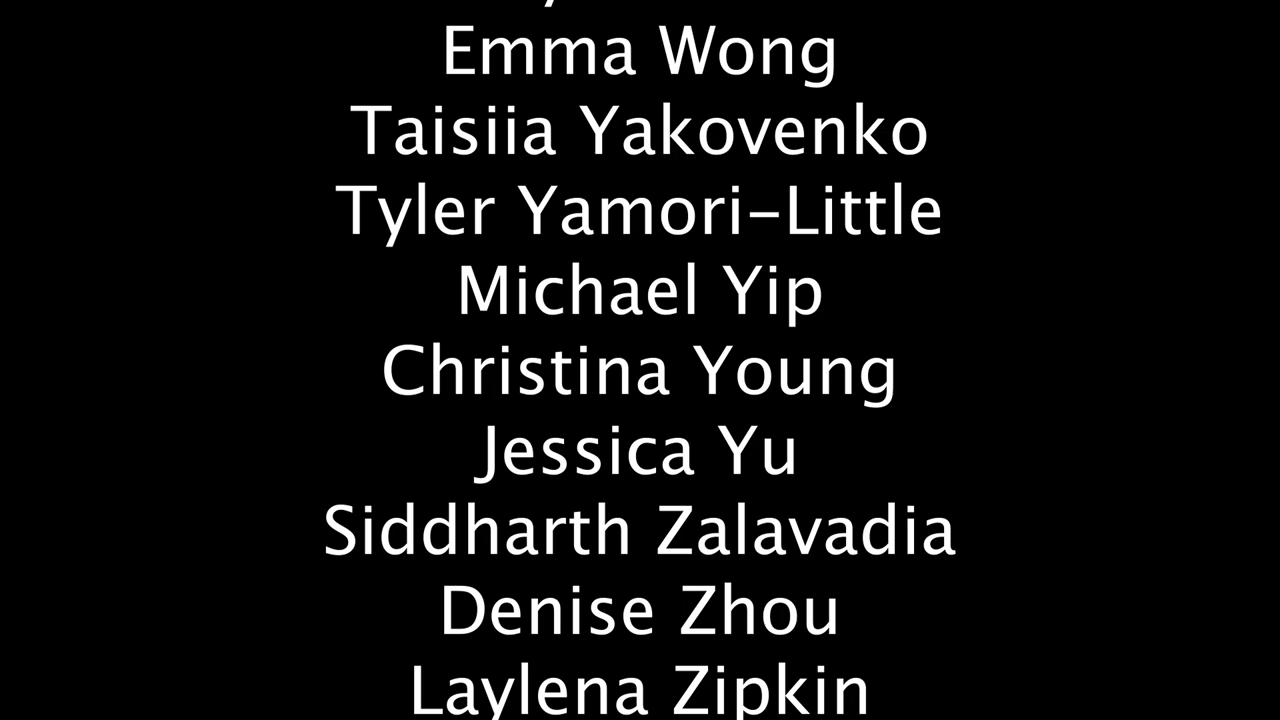 Emma Wong
Taisiia Yakovenko
Tyler Yamori-Little
Michael Yip
Christina Young
Jessica Yu
Siddharth Zalavadia
Denise Zhou
Laylena Zipkin